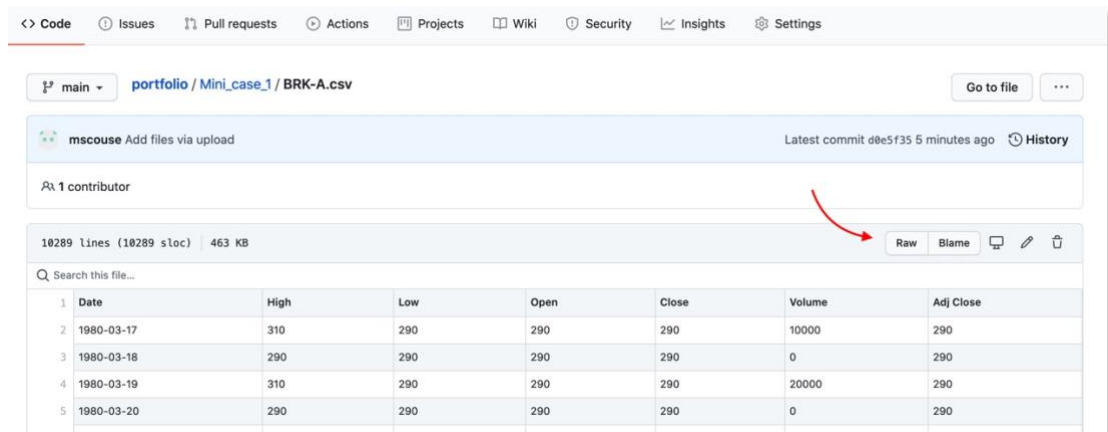 <> Code Issues Pull requests Actions Projects Wiki Security Insights Settings
main portfolio / Mini_case_1 / BRK-A.csv Go to file ...
mscouse Add files via upload Latest commit d0e5f35 5 minutes ago History
1 contributor
10289 lines (10289 sloc) 463 KB Raw Blame
Search this file...
1 Date High Low Open Close Volume Adj Close
2 1980-03-17 310 290 290 290 10000 290
3 1980-03-18 290 290 290 290 0 290
4 1980-03-19 310 290 290 290 20000 290
5 1980-03-20 290 290 290 290 0 290